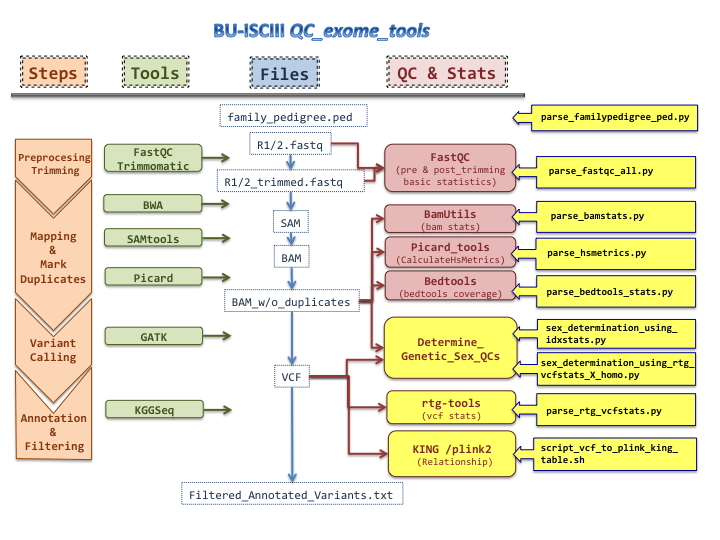 BU-ISCIII QC_exome_tools
Steps
Tools
Files
QC & Stats
family_pedigree.ped
parse_familypedigree_ped.py
Preprocesing
Trimming
FastQC
Trimmomatic
R1/2.fastq
R1/2_trimmed.fastq
FastQC
(pre & post_trimming
basic statistics)
parse_fastqc_all.py
Mapping
&
Mark
Duplicates
BWA
SAMtools
Picard
SAM
BAM
BAM_w/o_duplicates
BamUtils
(bam stats)
parse_bamstats.py
Picard_tools
(CalculateHsMetrics)
parse_hsmetrics.py
Bedtools
(bedtools coverage)
parse_bedtools_stats.py
Variant
Calling
GATK
VCF
Determine_
Genetic_Sex_QCs
sex_determination_using_
idxstats.py
sex_determination_using_rtg_
vcfstats_X_homo.py
Annotation
&
Filtering
KGGSeq
rtg-tools
(vcf stats)
parse_rtg_vcfstats.py
KING /plink2
(Relationship)
script_vcf_to_plink_king_
table.sh
Filtered_Annotated_Variants.txt